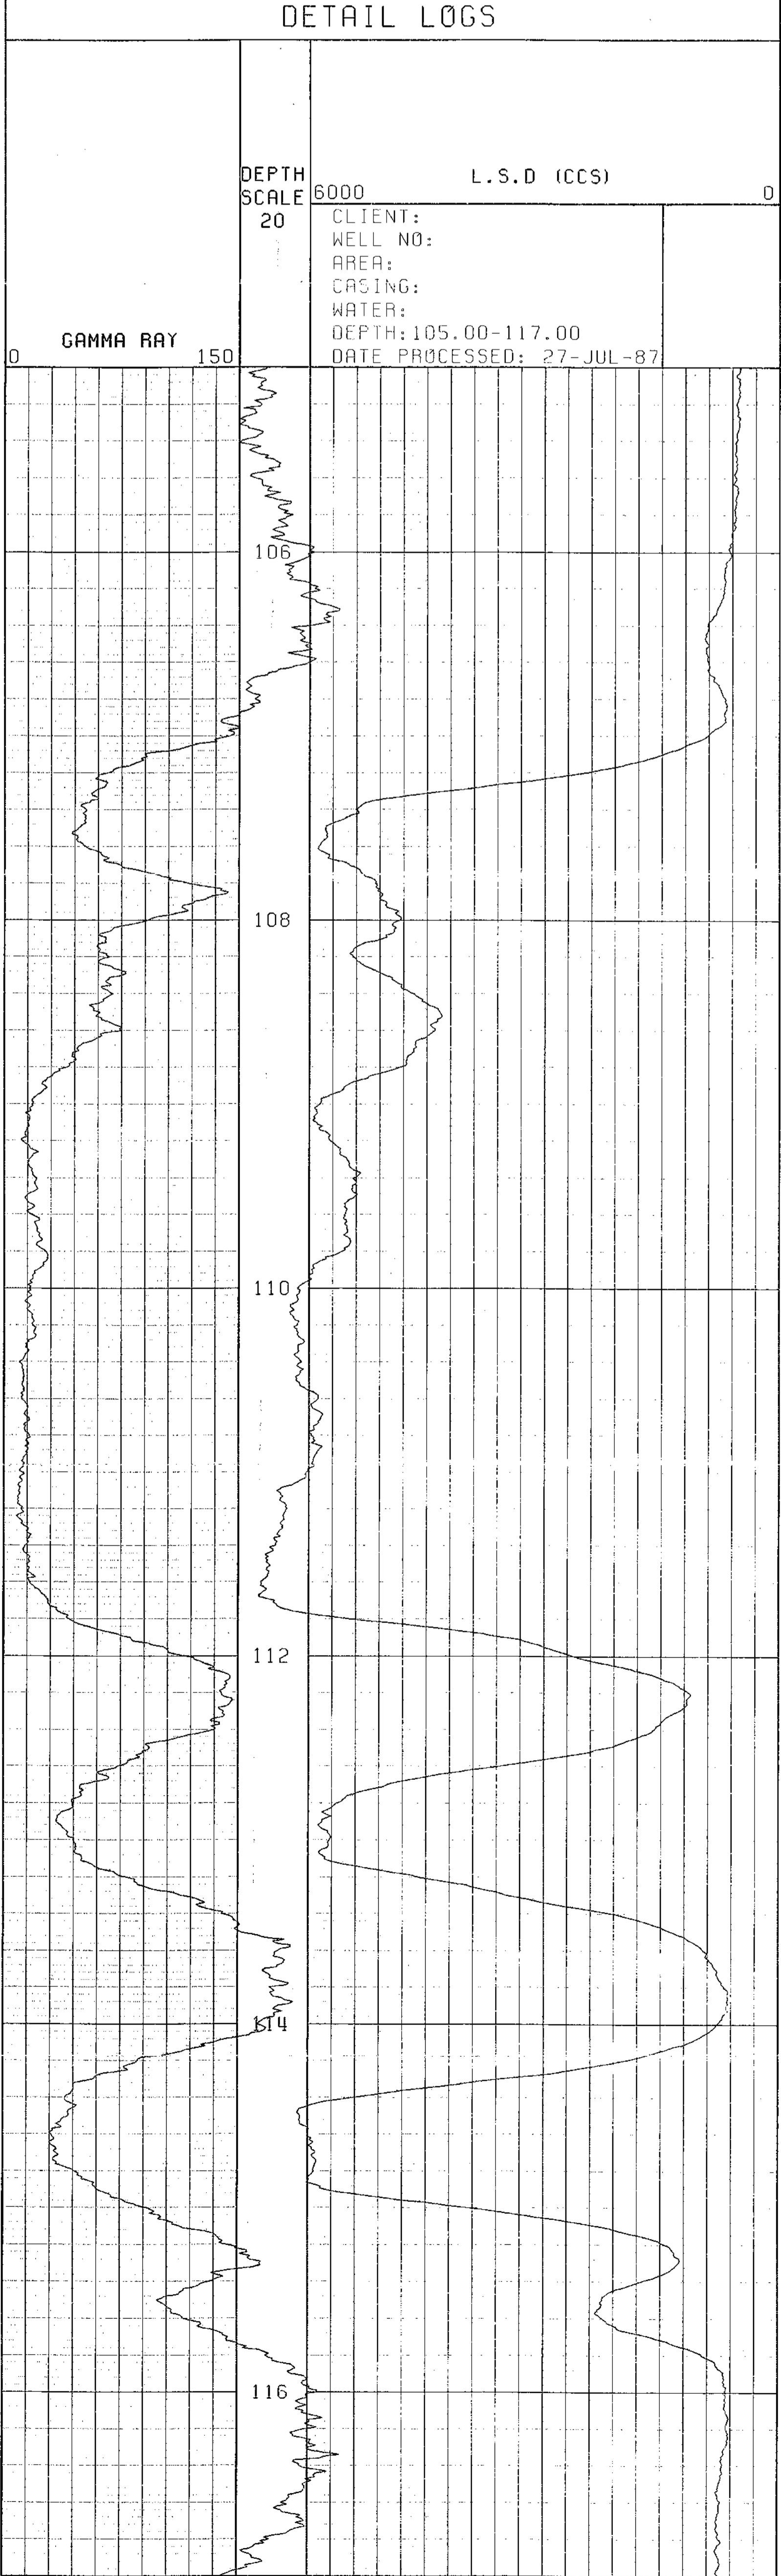 DETAIL LOGS
DEPTH
SCALE
20
L.S.D (CCS)
6000 0
CLIENT:
WELL NO:
AREA:
CASING:
WATER:
DEPTH:105.00-117.00
DATE PROCESSED: 27-JUL-87
GAMMA RAY
0 150
106
108
110
112
114
116